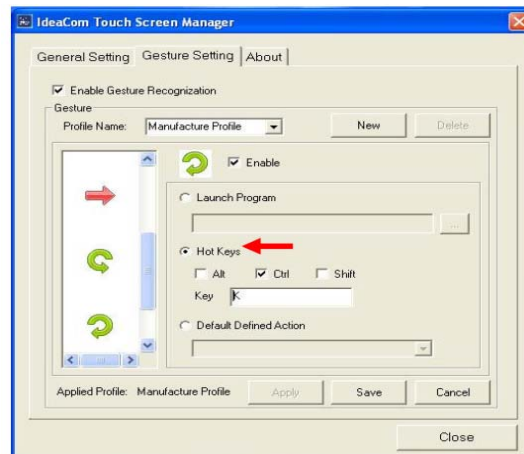 IdeaCom Touch Screen Manager
General Setting Gesture Setting About
Enable Gesture Recognization
Gesture
Profile Name: Manufacture Profile New Delete
Enable
Launch Program
...
Hot Keys
Alt Ctrl Shift
Key K
Default Defined Action
Applied Profile: Manufacture Profile Apply Save Cancel
Close